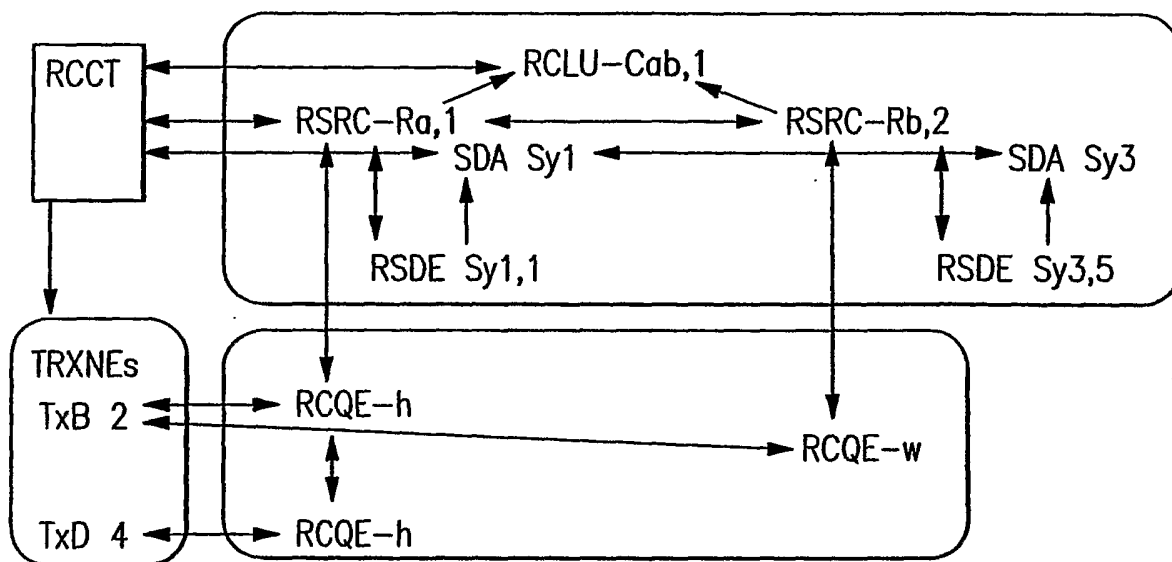 RCCT
RCLU-Cab,1
RSRC-Ra,1
RSRC-Rb,2
SDA Sy1
SDA Sy3
RSDE Sy1,1
RSDE Sy3,5
TRXNEs
TxB 2
RCQE-h
RCQE-w
TxD 4
RCQE-h